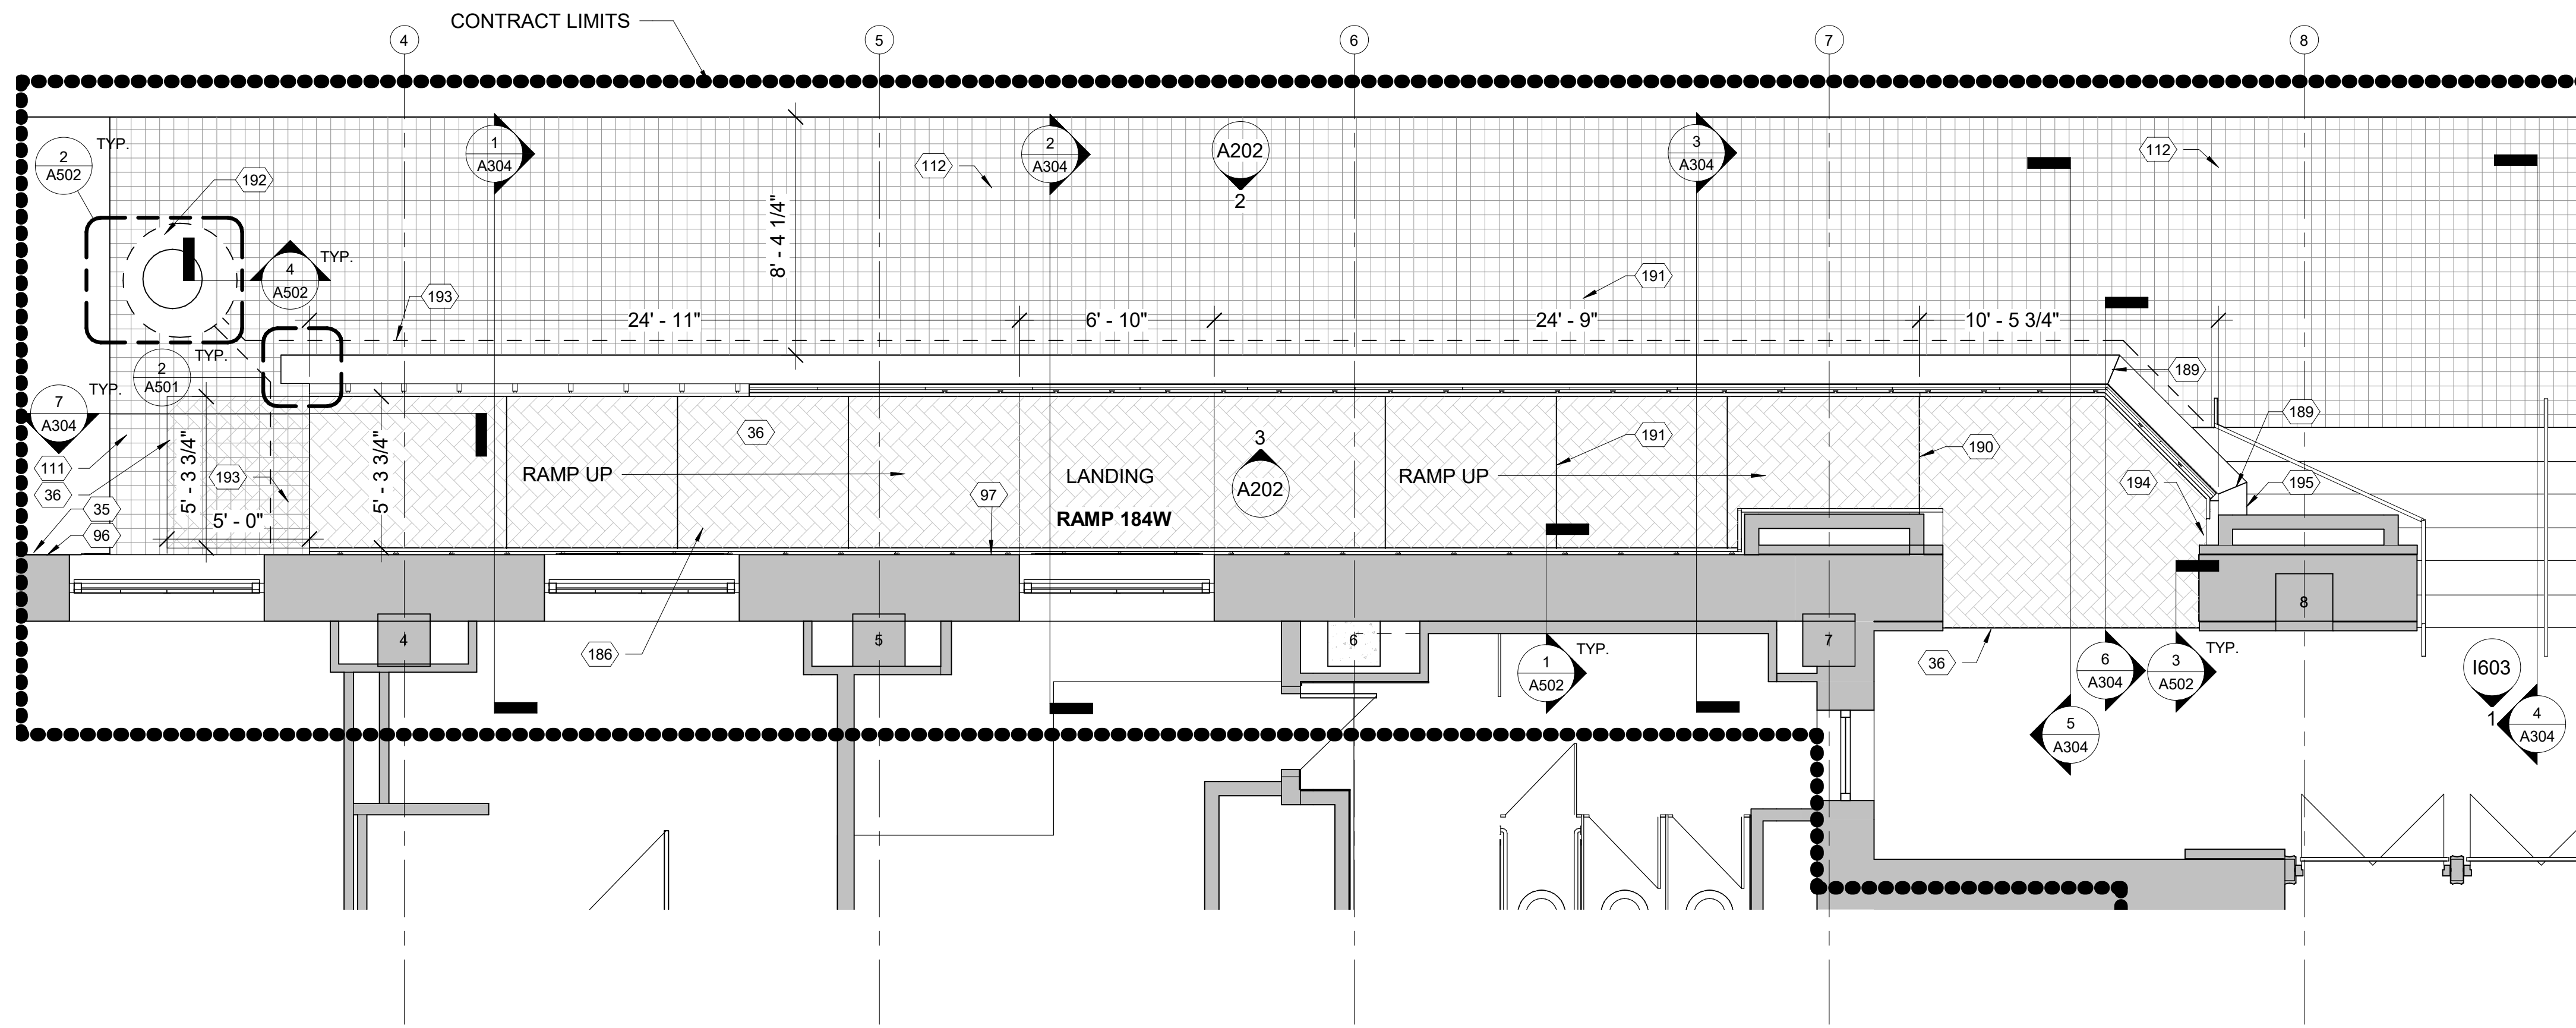 CONTRACT LIMITS
4
5
6
7
8
2
A502
TYP.
192
1
A304
112
2
A304
A202
2
3
A304
112
8' - 4 1/4"
4
A502
TYP.
193
191
24' - 11"
6' - 10"
24' - 9"
10' - 5 3/4"
2
A501
TYP.
189
7
A304
TYP.
189
36
5' - 3 3/4"
5' - 3 3/4"
111
36
193
RAMP UP
LANDING
3
A202
RAMP UP
191
190
194
195
35
5' - 0"
97
RAMP 184W
96
4
5
6
7
8
186
1
A502
TYP.
36
6
A304
3
A502
TYP.
I603
1
5
A304
4
A304